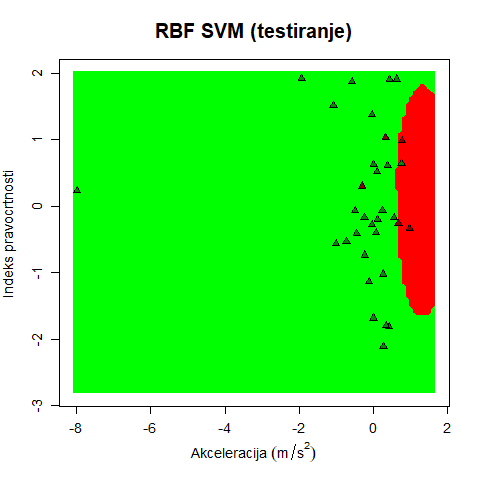 RBF SVM (testiranje)
Indeks pravocrtnosti
2
1
0
-1
-2
-3
-8 -6 -4 -2 0 2
Akceleracija (m/s²)